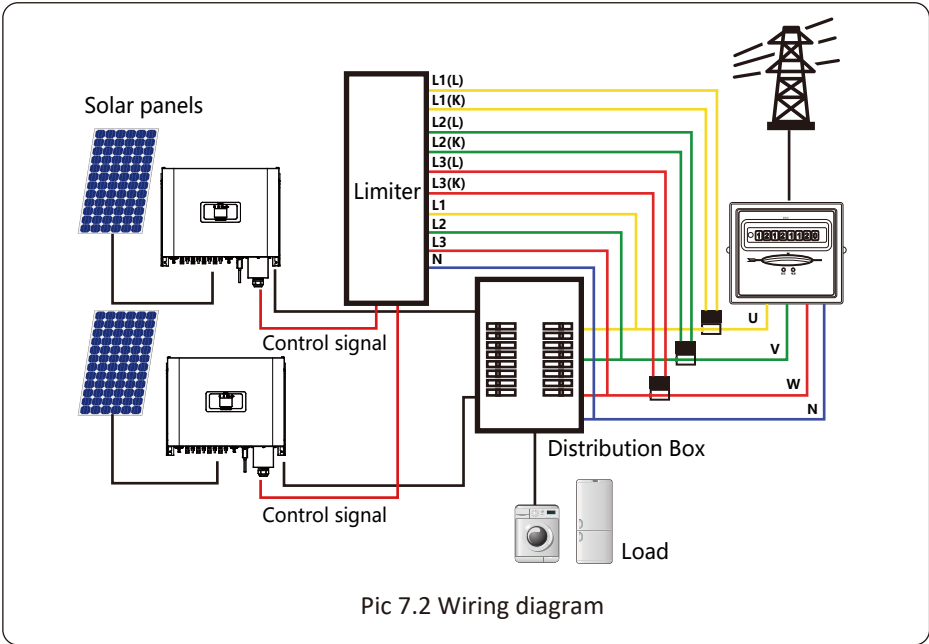 Solar panels
Limiter
L1(L)
L1(K)
L2(L)
L2(K)
L3(L)
L3(K)
L1
L2
L3
N
Control signal
12121120
U
V
W
N
Distribution Box
Control signal
Load
Pic 7.2 Wiring diagram